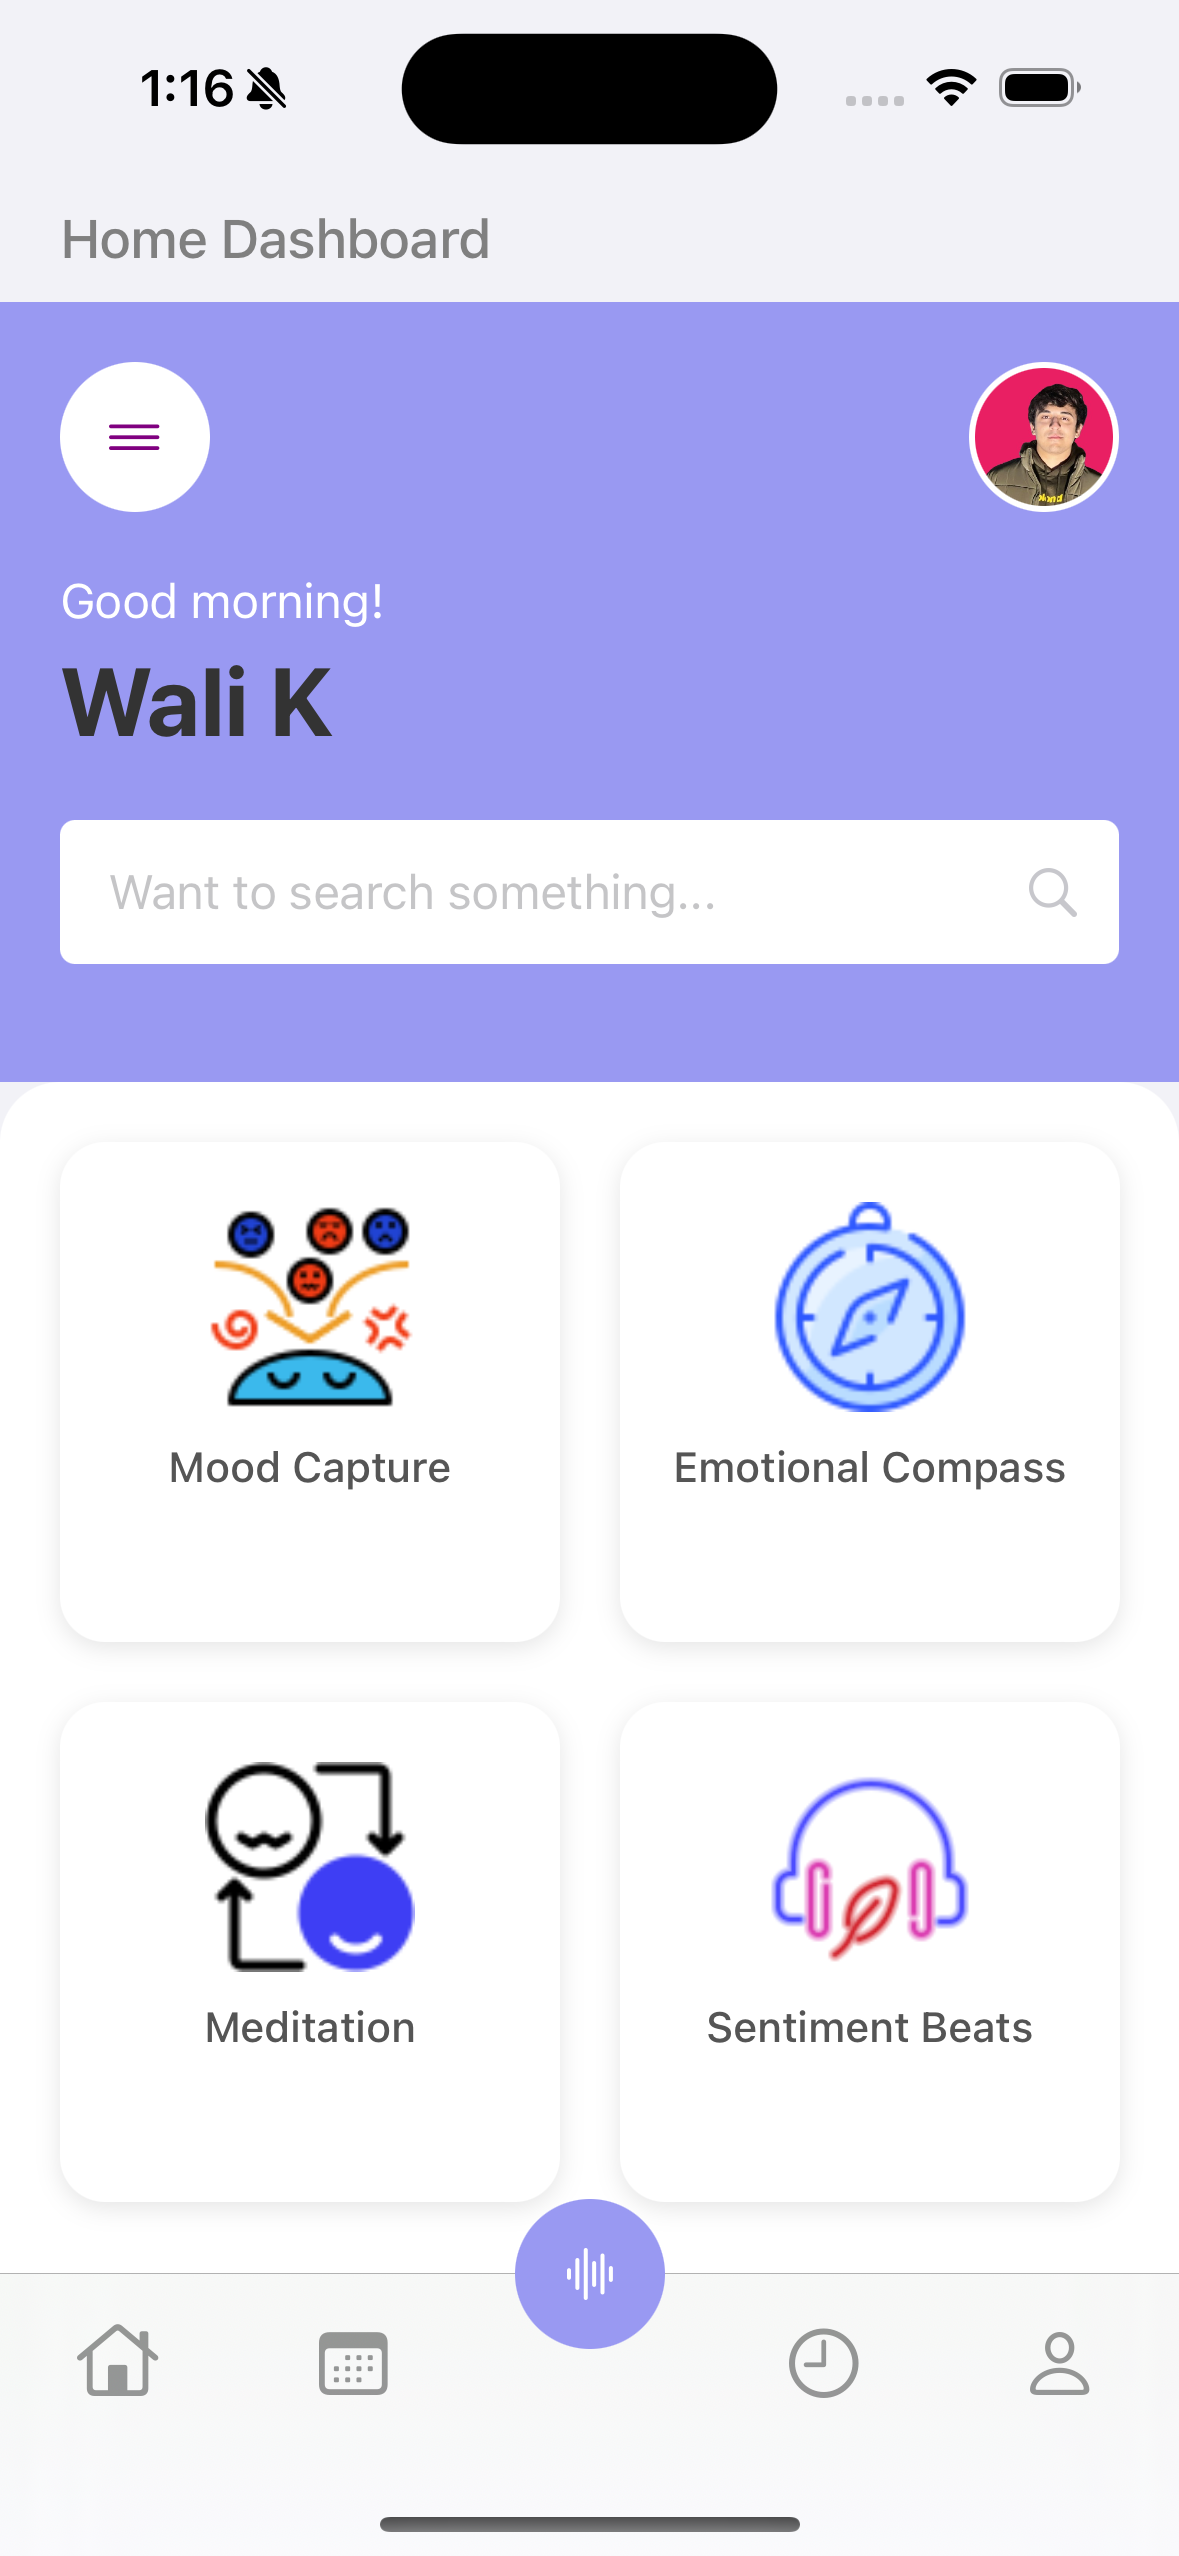 1:16
Home Dashboard
Good morning!
Wali K
Want to search something...
Mood Capture
Emotional Compass
Meditation
Sentiment Beats